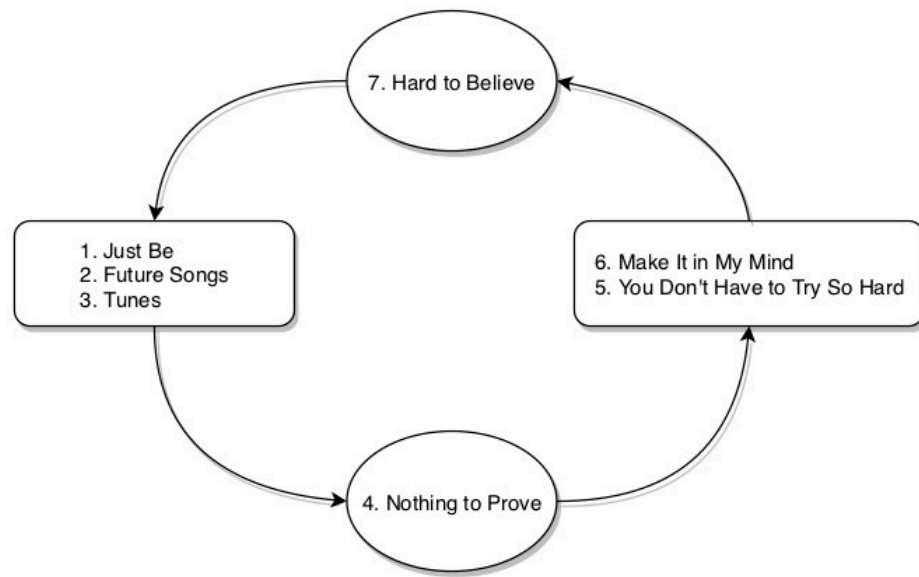 7. Hard to Believe
1. Just Be
2. Future Songs
3. Tunes
6. Make It in My Mind
5. You Don't Have to Try So Hard
4. Nothing to Prove